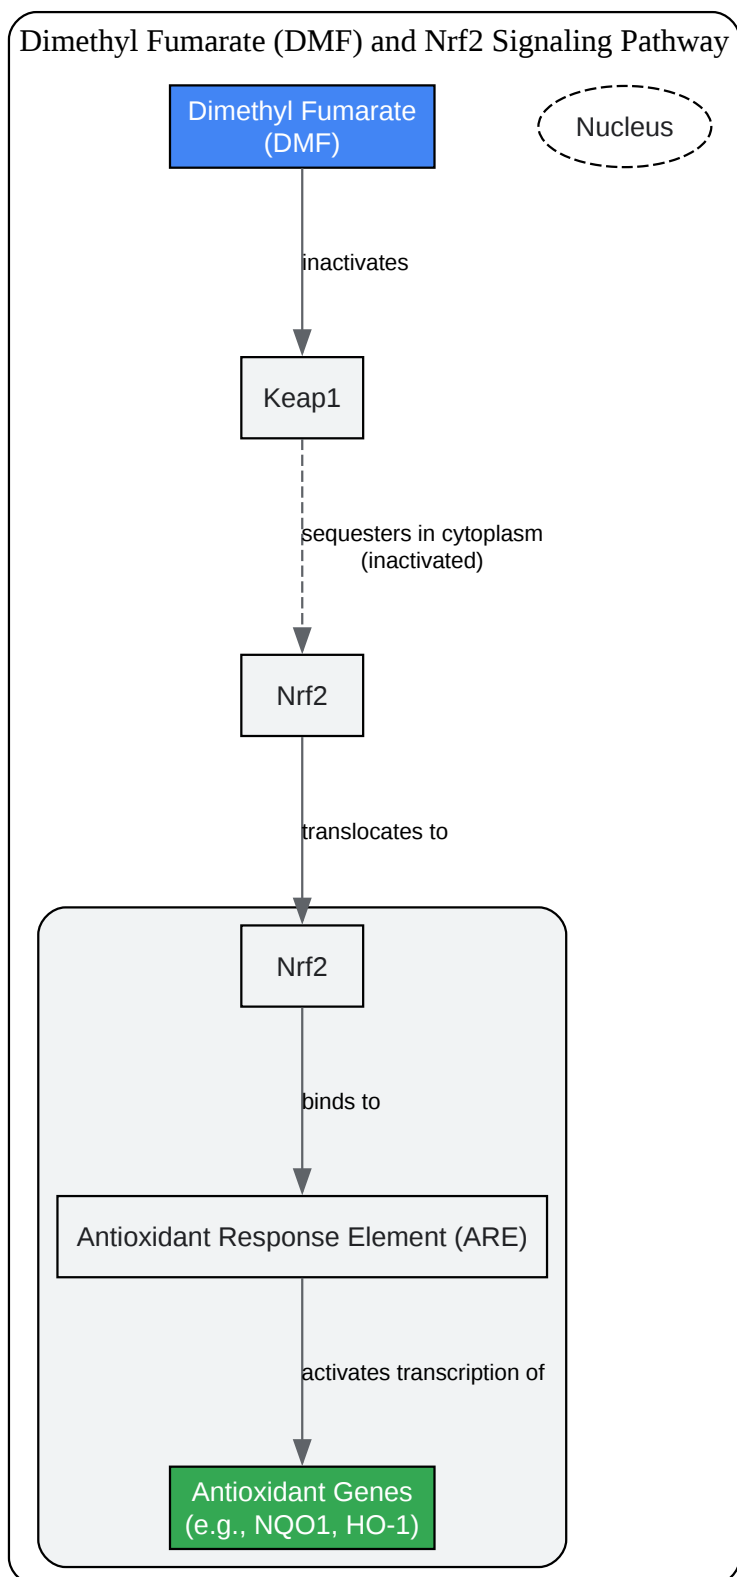 Dimethyl Fumarate (DMF) and Nrf2 Signaling Pathway
Dimethyl Fumarate
(DMF)
Nucleus
inactivates
Keap1
sequesters in cytoplasm
(inactivated)
Nrf2
translocates to
Nrf2
binds to
Antioxidant Response Element (ARE)
activates transcription of
Antioxidant Genes
(e.g., NQO1, HO-1)